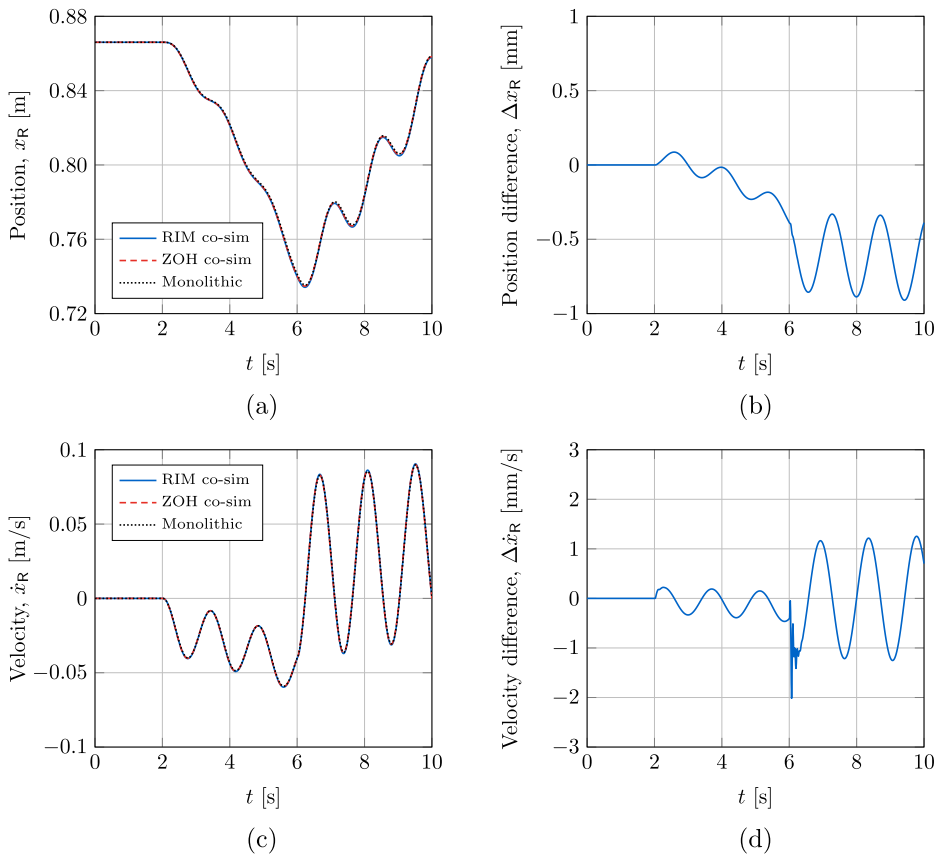 0.88
0.84
0.80
0.76
0.72
0
2
4
6
8
10
Position, xR [m]
t [s]
RIM co-sim
ZOH co-sim
Monolithic
(a)
1
0.5
0
−0.5
−1
0
2
4
6
8
10
Position difference, ΔxR [mm]
t [s]
(b)
0.1
0.05
0
−0.05
−0.1
0
2
4
6
8
10
Velocity, ẋR [m/s]
t [s]
RIM co-sim
ZOH co-sim
Monolithic
(c)
3
2
1
0
−1
−2
−3
0
2
4
6
8
10
Velocity difference, ΔẋR [mm/s]
t [s]
(d)